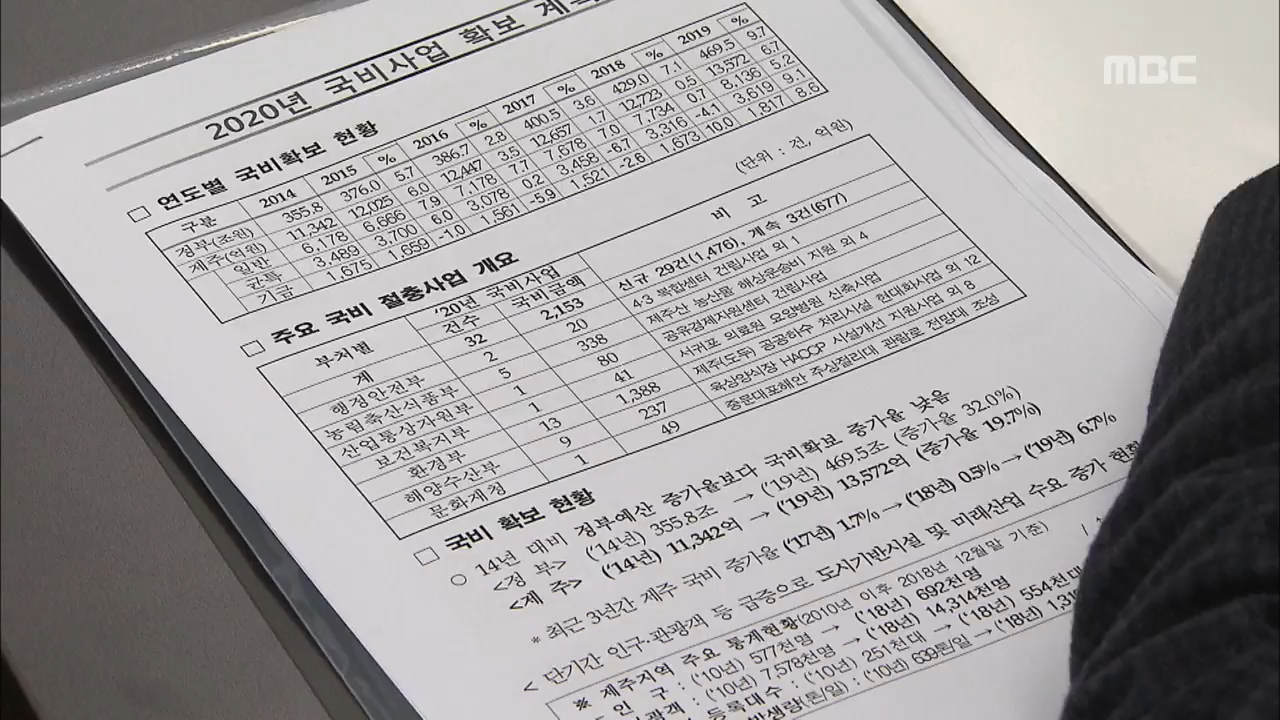 MBC
2020년 국비사업 확보 계획
□ 연도별 국비확보 현황
구분 2014 2015 % 2016 % 2017 % 2018 % 2019 %
정부(조원) 355.8 376.0 5.7 386.7 2.8 400.5 3.6 429.0 7.1 469.5 9.7
제주(억원) 11,342 12,025 6.0 12,447 3.5 12,657 1.7 12,723 0.5 13,572 6.7
일반 6,178 6,666 7.9 7,178 7.7 7,678 7.0 7,734 0.7 8,136 5.2
균특 3,489 3,700 6.0 3,078 0.2 3,458 -6.7 3,316 -4.1 3,619 9.1
기금 1,675 1,659 -1.0 1,561 -5.9 1,521 -2.6 1,673 10.0 1,817 8.6
□ 주요 국비 절충사업 개요
(단위 : 건, 억원)
부처별 '20년 국비사업 비 고
건수 국비금액
계 32 2,153 신규 29건(1,476), 계속 3건(677)
행정안전부 2 20 4·3 복합센터 건립사업 외 1
농림축산식품부 5 338 제주산 농산물 해상운송비 지원 외 4
산업통상자원부 1 80 공유경제지원센터 건립사업
보건복지부 1 41 서귀포 의료원 요양병원 신축사업
환경부 13 1,388 제주(도두) 공공하수 처리시설 현대화사업 외 12
해양수산부 9 237 육상양식장 HACCP 시설개선 지원사업 외 8
문화재청 1 49 중문대포해안 주상절리대 관람로 전망대 조성
□ 국비 확보 현황
○ 14년 대비 정부예산 증가율보다 국비확보 증가율 낮음
<정 부> ('14년) 355.8조 → ('19년) 469.5조 (증가율 32.0%)
<제 주> ('14년) 11,342억 → ('19년) 13,572억 (증가율 19.7%)
* 최근 3년간 제주 국비 증가율 ('17년) 1.7% → ('18년) 0.5% → ('19년) 6.7%
< 단기간 인구·관광객 등 급증으로 도시기반시설 및 미래산업 수요 증가 현황
※ 제주지역 주요 통계현황(2010년 이후 2018년 12월말 기준)
인 구 : ('10년) 577천명 → ('18년) 692천명
관광객 : ('10년) 7,578천명 → ('18년) 14,314천명
등록대수 : ('10년) 251천대 → ('18년) 554천대
발생량(톤/일) : ('10년) 639톤/일 → ('18년)